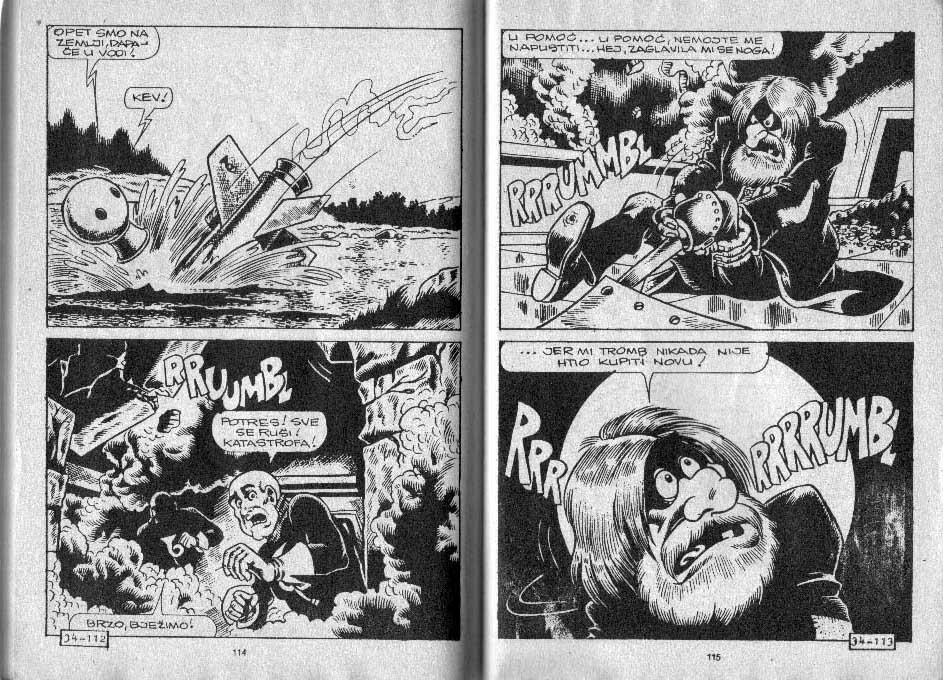 OPET SMO NA
ZEMLJI, DAPA-
ČE U VODI!
KEV!
RRRUUMBL
POTRES! SVE
SE RUŠI!
KATASTROFA!
BRZO, BJEŽIMO!
34-112
114
U POMOĆ... U POMOĆ, NEMOJTE ME
NAPUSTITI... HEJ, ZAGLAVILA MI SE NOGA!
RRRUMMBL
... JER MI TROMB NIKADA NIJE
HTIO KUPITI NOVU!
RRR
RRRRUMBL
34-113
115